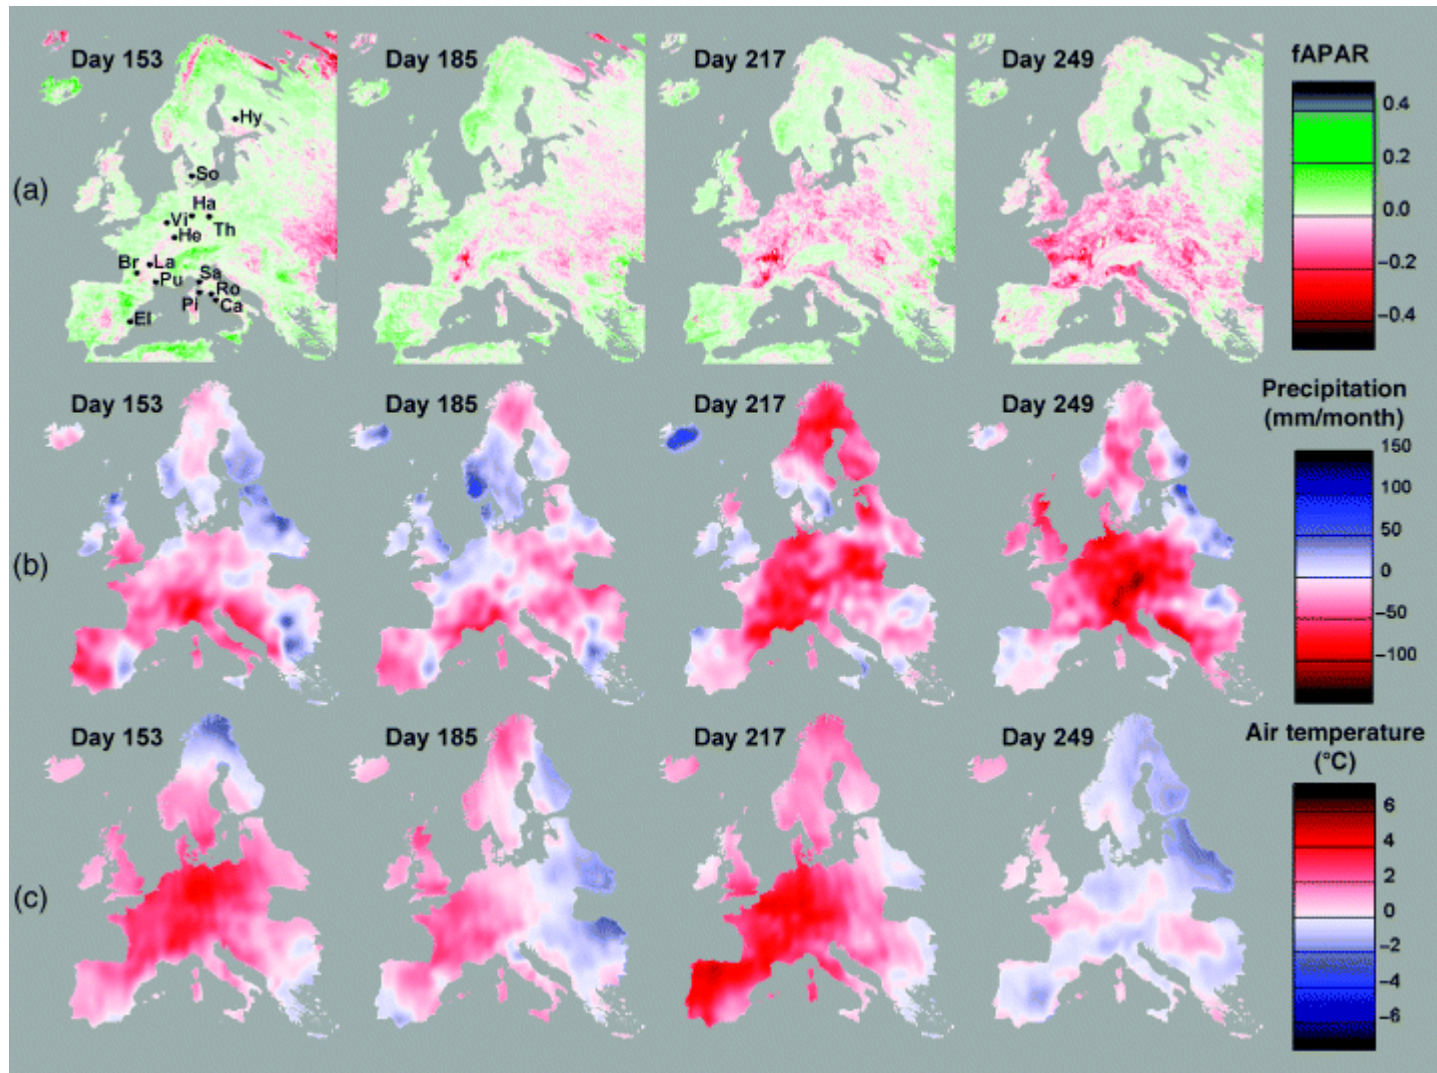 Day 153
Day 185
Day 217
Day 249
fAPAR
0.4
0.2
0.0
−0.2
−0.4
(a)
Hy
So
Ha
Vi
Th
He
Br
La
Pu
Sa
Ro
Pi
Ca
El
Day 153
Day 185
Day 217
Day 249
Precipitation
(mm/month)
150
100
50
0
−50
−100
(b)
Day 153
Day 185
Day 217
Day 249
Air temperature
(°C)
6
4
2
0
−2
−4
−6
(c)